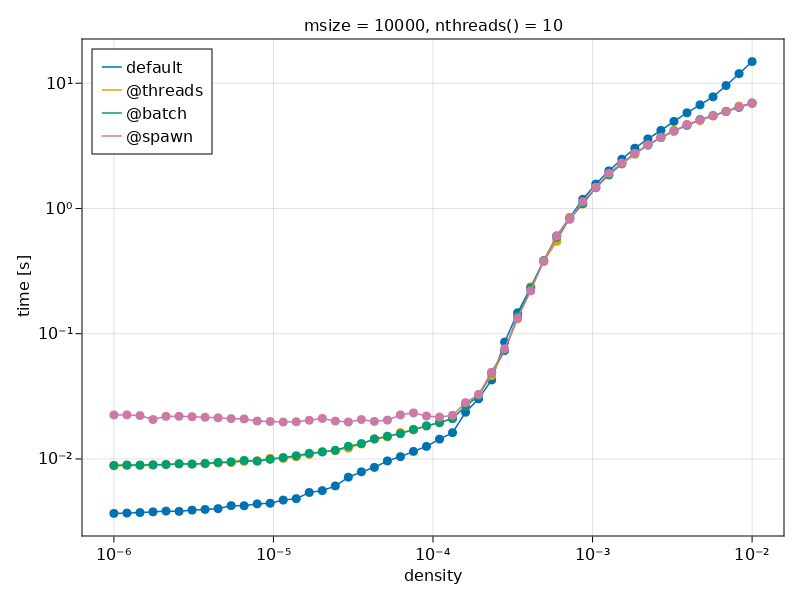 msize = 10000, nthreads() = 10
default
@threads
@batch
@spawn
10¹
10⁰
10⁻¹
10⁻²
time [s]
10⁻⁶
10⁻⁵
10⁻⁴
10⁻³
10⁻²
density